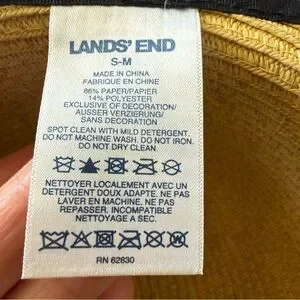 LANDS' END
S-M
MADE IN CHINA
FABRIQUE EN CHINE
86% PAPER/PAPIER
14% POLYESTER
EXCLUSIVE OF DECORATION/
AUSSER VERZIERUNG/
SANS DECORATION
SPOT CLEAN WITH MILD DETERGENT.
DO NOT MACHINE WASH. DO NOT IRON.
DO NOT DRY CLEAN.
NETTOYER LOCALEMENT AVEC UN
DETERGENT DOUX ADAPTE. NE PAS
LAVER EN MACHINE. NE PAS
REPASSER. INCOMPATIBLE
NETTOYAGE A SEC.
RN 62830